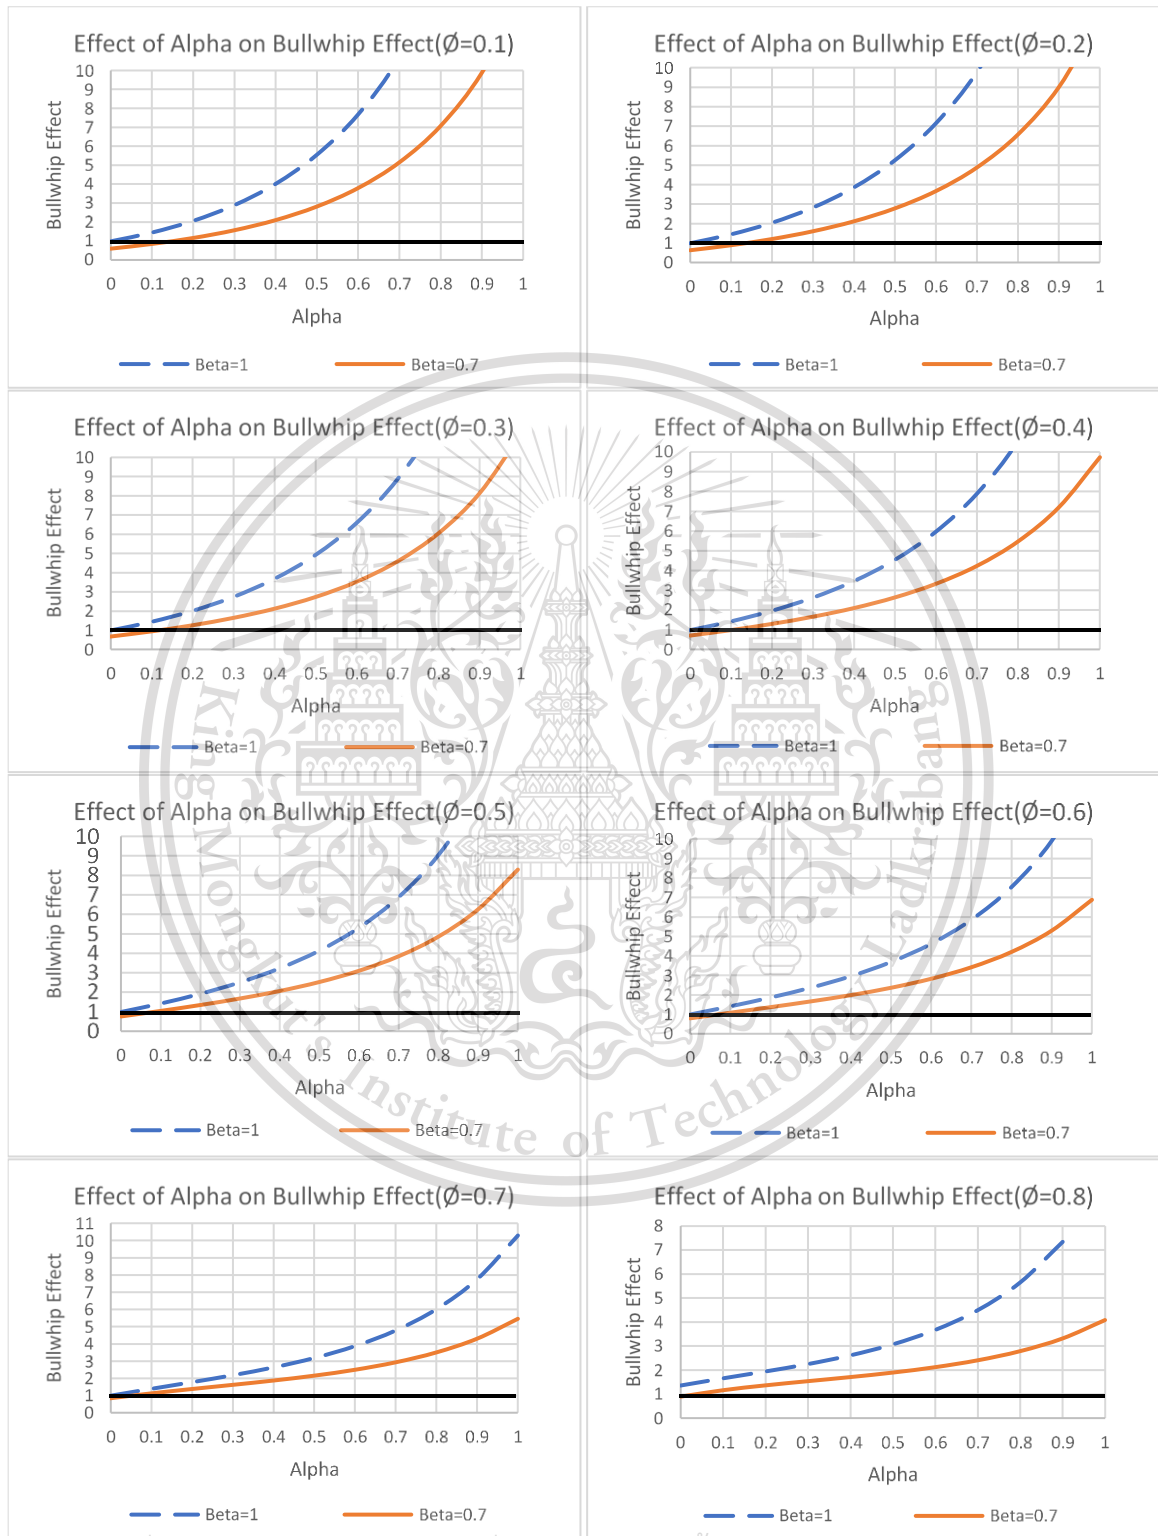 Effect of Alpha on Bullwhip Effect(Ø=0.1)
10
9
8
7
6
5
4
3
2
1
0
Bullwhip Effect
0 0.1 0.2 0.3 0.4 0.5 0.6 0.7 0.8 0.9 1
Alpha
Beta=1 Beta=0.7
Effect of Alpha on Bullwhip Effect(Ø=0.2)
10
9
8
7
6
5
4
3
2
1
0
Bullwhip Effect
0 0.1 0.2 0.3 0.4 0.5 0.6 0.7 0.8 0.9 1
Alpha
Beta=1 Beta=0.7
Effect of Alpha on Bullwhip Effect(Ø=0.3)
10
9
8
7
6
5
4
3
2
1
0
Bullwhip Effect
0 0.1 0.2 0.3 0.4 0.5 0.6 0.7 0.8 0.9 1
Alpha
Beta=1 Beta=0.7
Effect of Alpha on Bullwhip Effect(Ø=0.4)
10
9
8
7
6
5
4
3
2
1
0
Bullwhip Effect
0 0.1 0.2 0.3 0.4 0.5 0.6 0.7 0.8 0.9 1
Alpha
Beta=1 Beta=0.7
Effect of Alpha on Bullwhip Effect(Ø=0.5)
10
9
8
7
6
5
4
3
2
1
0
Bullwhip Effect
0 0.1 0.2 0.3 0.4 0.5 0.6 0.7 0.8 0.9 1
Alpha
Beta=1 Beta=0.7
Effect of Alpha on Bullwhip Effect(Ø=0.6)
10
9
8
7
6
5
4
3
2
1
0
Bullwhip Effect
0 0.1 0.2 0.3 0.4 0.5 0.6 0.7 0.8 0.9 1
Alpha
Beta=1 Beta=0.7
Effect of Alpha on Bullwhip Effect(Ø=0.7)
11
10
9
8
7
6
5
4
3
2
1
0
Bullwhip Effect
0 0.1 0.2 0.3 0.4 0.5 0.6 0.7 0.8 0.9 1
Alpha
Beta=1 Beta=0.7
Effect of Alpha on Bullwhip Effect(Ø=0.8)
8
7
6
5
4
3
2
1
0
Bullwhip Effect
0 0.1 0.2 0.3 0.4 0.5 0.6 0.7 0.8 0.9 1
Alpha
Beta=1 Beta=0.7
King Mongkut's Institute of Technology Ladkrabang